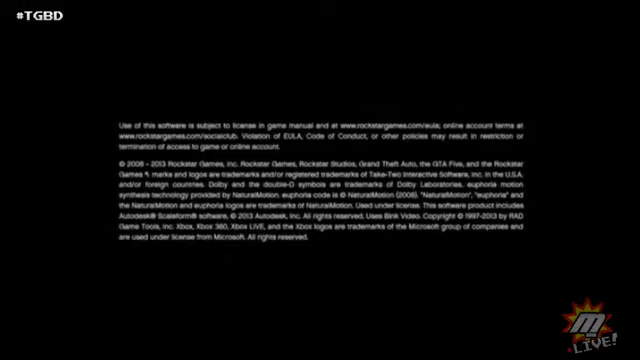 #TGBD
Use of this software is subject to license in game manual and at www.rockstargames.com/eula; online account terms at
www.rockstargames.com/socialclub. Violation of EULA, Code of Conduct, or other policies may result in restriction or
termination of access to game or online account.
© 2008 - 2013 Rockstar Games, Inc. Rockstar Games, Rockstar Studios, Grand Theft Auto, the GTA Five, and the Rockstar
Games R* marks and logos are trademarks and/or registered trademarks of Take-Two Interactive Software, Inc. in the U.S.A.
and/or foreign countries. Dolby and the double-D symbols are trademarks of Dolby Laboratories. euphoria motion
synthesis technology provided by NaturalMotion. euphoria code is © NaturalMotion (2006). "NaturalMotion", "euphoria" and
the NaturalMotion and euphoria logos are trademarks of NaturalMotion. Used under license. This software product includes
Autodesk® Scaleform® software, © 2013 Autodesk, Inc. All rights reserved. Uses Bink Video. Copyright © 1997-2013 by RAD
Game Tools, Inc. Xbox, Xbox 360, Xbox LIVE, and the Xbox logos are trademarks of the Microsoft group of companies and
are used under license from Microsoft. All rights reserved.
M
LIVE!